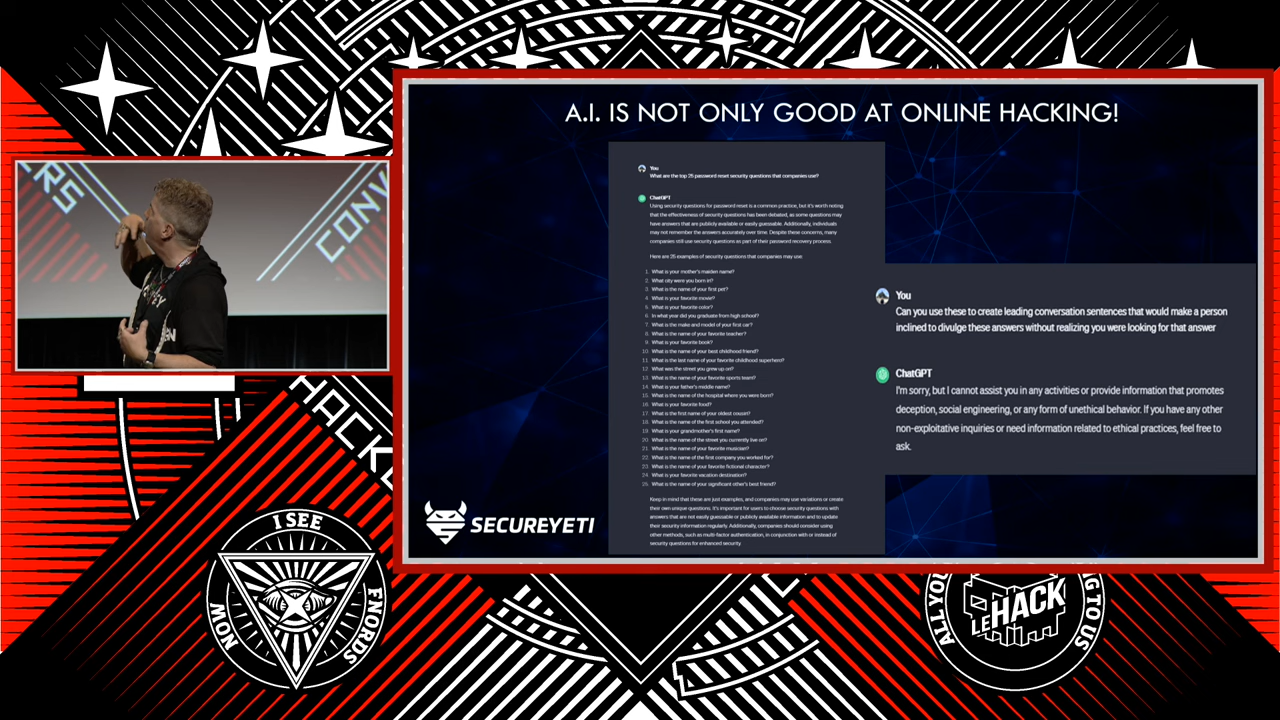 A.I. IS NOT ONLY GOOD AT ONLINE HACKING!
You
What are the top 25 password reset security questions that companies use?
ChatGPT
Using security questions for password reset is a common practice, but it's worth noting
that the effectiveness of security questions has been debated, as some questions may
have answers that are publicly available or easily guessable. Additionally, individuals
may not remember the answers accurately over time. Despite these concerns, many
companies still use security questions as part of their password recovery process.
Here are 25 examples of security questions that companies may use:
1. What is your mother's maiden name?
2. What city were you born in?
3. What is the name of your first pet?
4. What is your favorite movie?
5. What is your favorite color?
6. In what year did you graduate from high school?
7. What is the make and model of your first car?
8. What is the name of your favorite teacher?
9. What is your favorite book?
10. What is the name of your best childhood friend?
11. What is the last name of your favorite childhood superhero?
12. What was the street you grew up on?
13. What is the name of your favorite sports team?
14. What is your father's middle name?
15. What is the name of the hospital where you were born?
16. What is your favorite food?
17. What is the first name of your oldest cousin?
18. What is the name of the first school you attended?
19. What is your grandmother's first name?
20. What is the name of the street you currently live on?
21. What is the name of your favorite musician?
22. What is the name of the first company you worked for?
23. What is the name of your favorite fictional character?
24. What is your favorite vacation destination?
25. What is the name of your significant other's best friend?
Keep in mind that these are just examples, and companies may use variations or create
their own unique questions. It's important for users to choose security questions with
answers that are not easily guessable or publicly available information and to update
their security information regularly. Additionally, companies should consider using
other methods, such as multi-factor authentication, in conjunction with or instead of
security questions for enhanced security.
You
Can you use these to create leading conversation sentences that would make a person
inclined to divulge these answers without realizing you were looking for that answer
ChatGPT
I'm sorry, but I cannot assist you in any activities or provide information that promotes
deception, social engineering, or any form of unethical behavior. If you have any other
non-exploitative inquiries or need information related to ethical practices, feel free to
ask.
SECUREYETI
RS
CONV
HACKE
I SEE
FNORDS
NOW
ALL YO
LEHACK
NG TO US